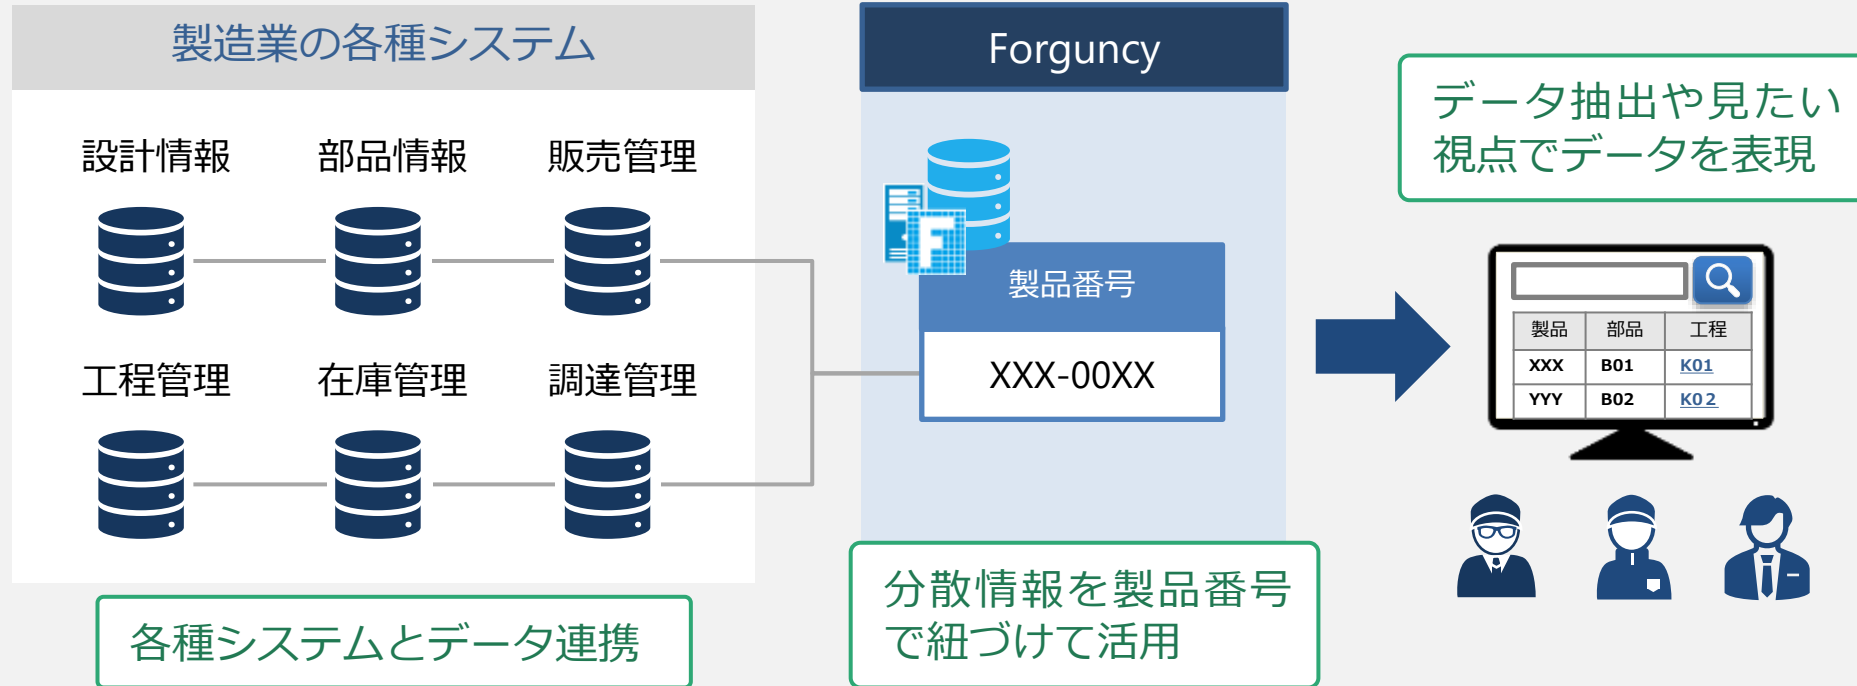 製造業の各種システム
設計情報
部品情報
販売管理
工程管理
在庫管理
調達管理
各種システムとデータ連携
Forguncy
F
製品番号
XXX-00XX
分散情報を製品番号
で紐づけて活用
データ抽出や見たい
視点でデータを表現
製品 部品 工程
XXX B01 K01
YYY B02 K02